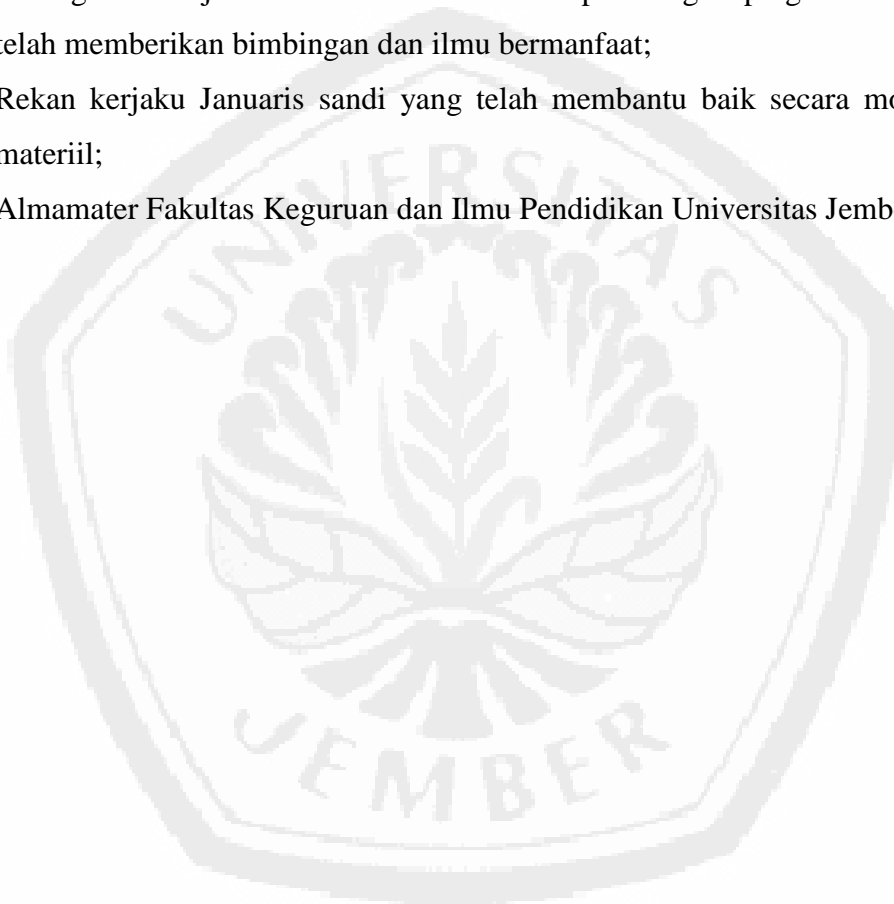 telah memberikan bimbingan dan ilmu bermanfaat;
Rekan kerjaku Januaris sandi yang telah membantu baik secara
materiil;
Almamater Fakultas Keguruan dan Ilmu Pendidikan Universitas
UNIVERSITAS
JEMBER